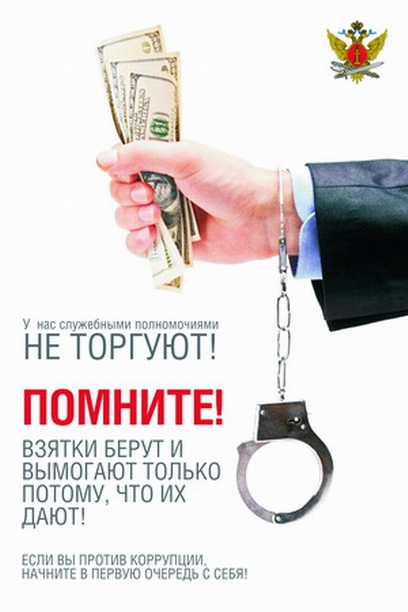 У нас служебными полномочиями
НЕ ТОРГУЮТ!
ПОМНИТЕ!
ВЗЯТКИ БЕРУТ И
ВЫМОГАЮТ ТОЛЬКО
ПОТОМУ, ЧТО ИХ
ДАЮТ!
ЕСЛИ ВЫ ПРОТИВ КОРРУПЦИИ,
НАЧНИТЕ В ПЕРВУЮ ОЧЕРЕДЬ С СЕБЯ!